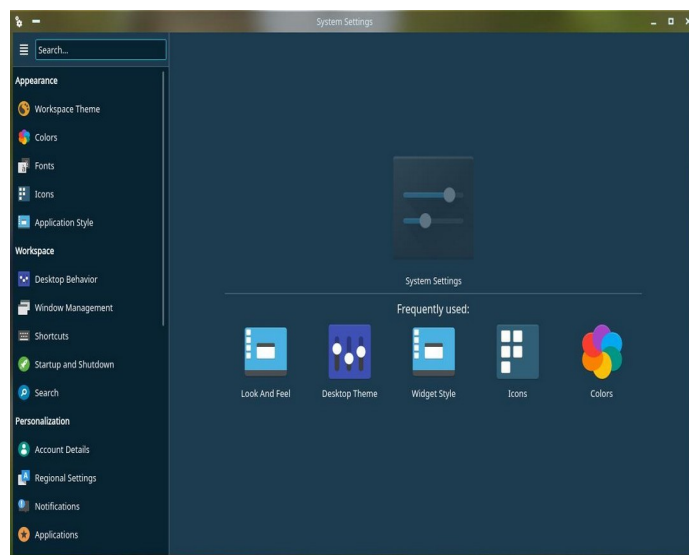 System Settings
Search...
Appearance
Workspace Theme
Colors
Fonts
Icons
Application Style
Workspace
Desktop Behavior
Window Management
Shortcuts
Startup and Shutdown
Search
Personalization
Account Details
Regional Settings
Notifications
Applications
System Settings
Frequently used:
Look And Feel
Desktop Theme
Widget Style
Icons
Colors